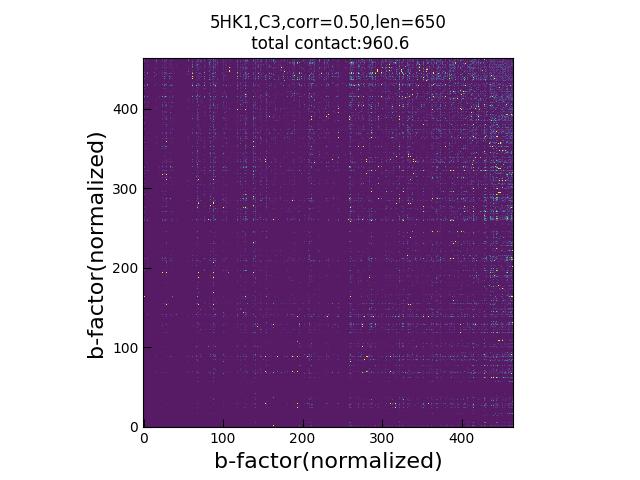 5HK1,C3,corr=0.50,len=650
total contact:960.6
b-factor(normalized)
400
300
200
100
0
0 100 200 300 400
b-factor(normalized)